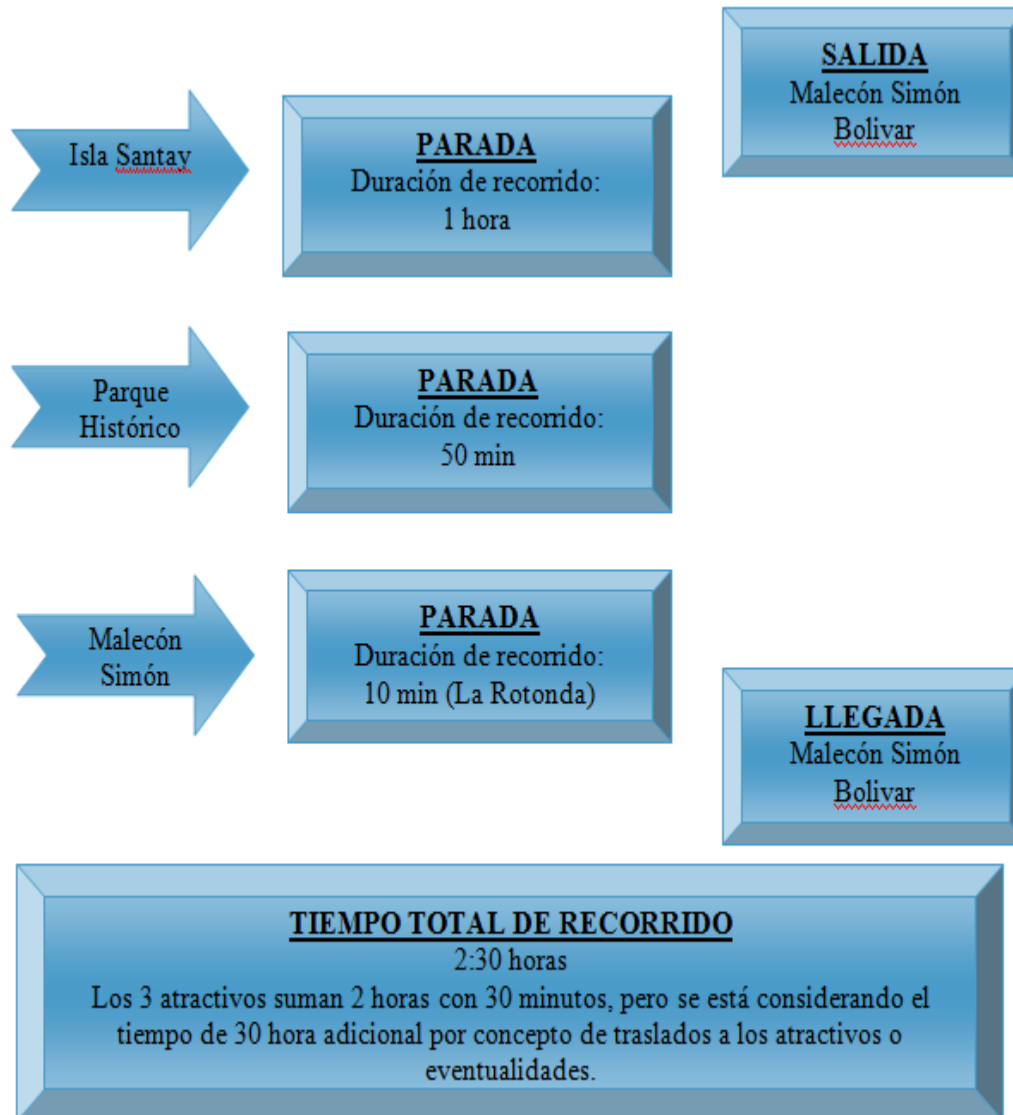 SALIDA
Malecón Simón
Bolivar
Isla Santay
PARADA
Duración de recorrido:
1 hora
Parque
Histórico
PARADA
Duración de recorrido:
50 min
Malecón
Simón
PARADA
Duración de recorrido:
10 min (La Rotonda)
LLEGADA
Malecón Simón
Bolivar
TIEMPO TOTAL DE RECORRIDO
2:30 horas
Los 3 atractivos suman 2 horas con 30 minutos, pero se está considerando el
tiempo de 30 hora adicional por concepto de traslados a los atractivos o
eventualidades.